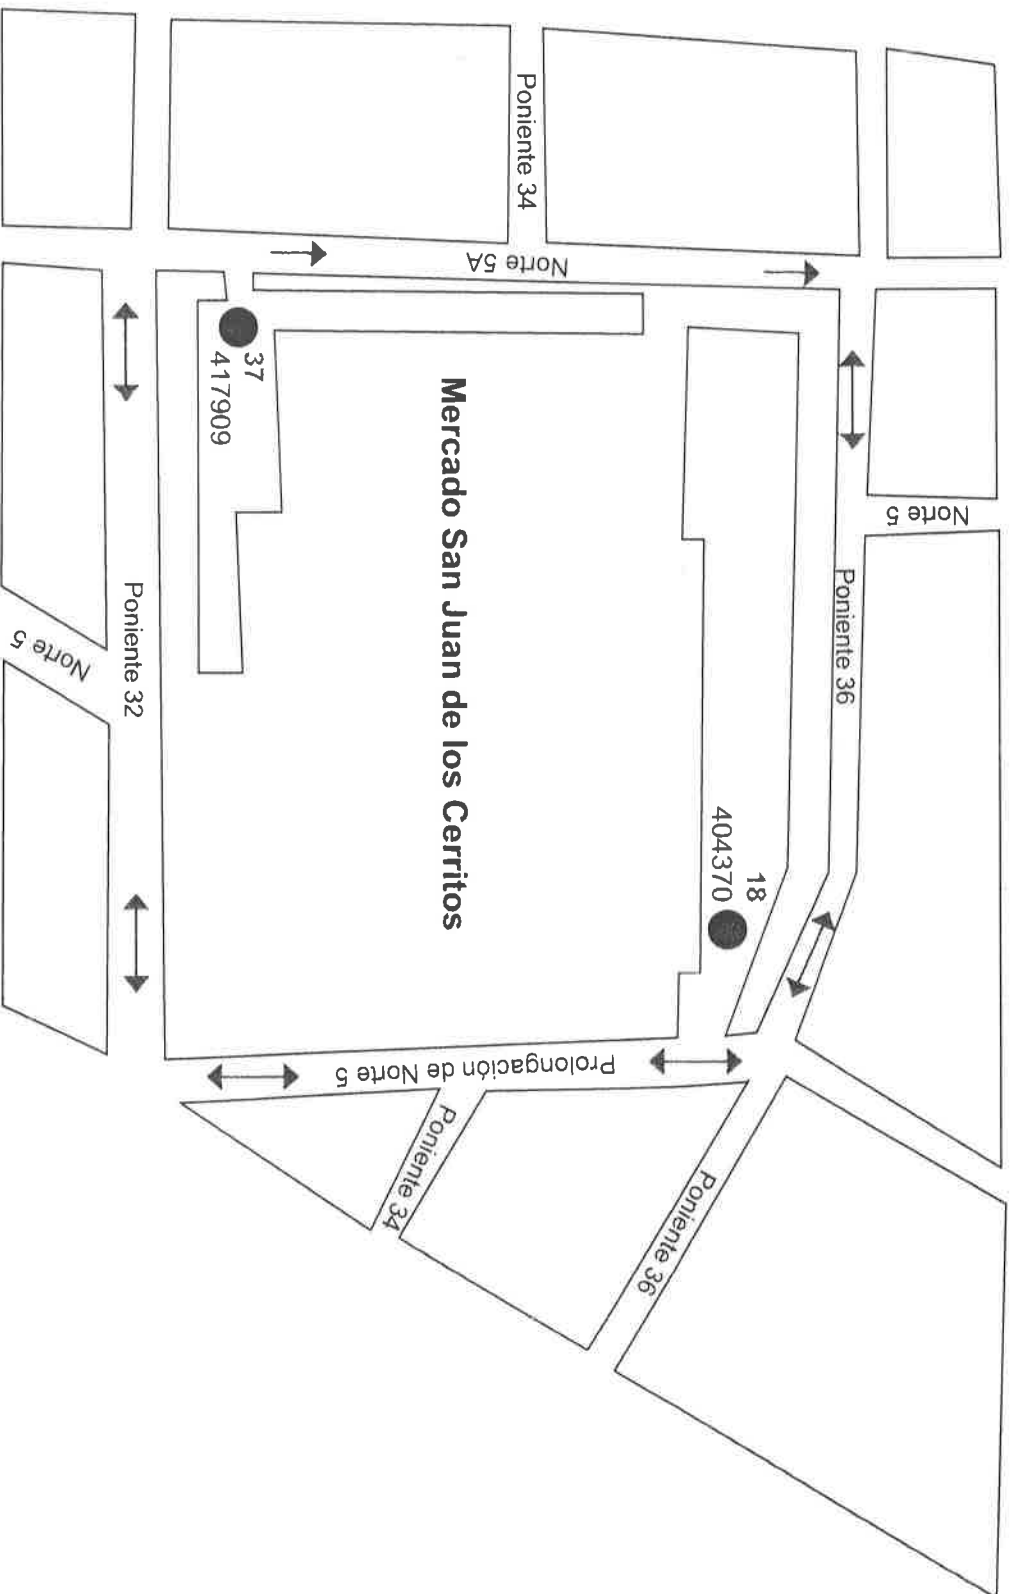 Norte 5
Poniente 36
Poniente 36
18
404370
Poniente 34
Norte 5A
Mercado San Juan de los Cerritos
Prolongación de Norte 5
Poniente 34
37
417909
Poniente 32
Norte 5